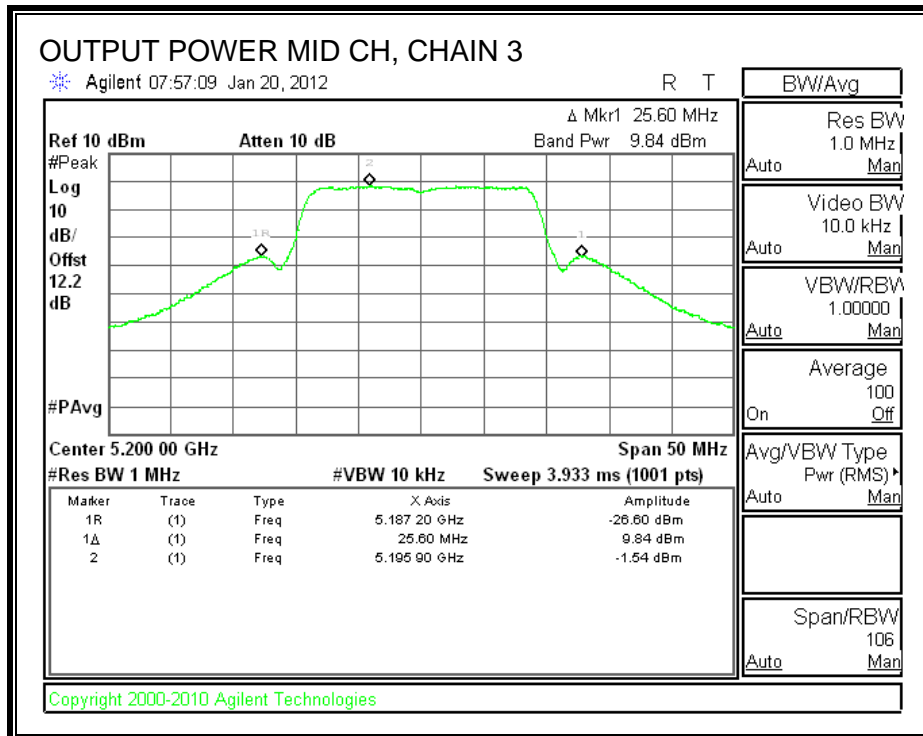 OUTPUT POWER MID CH, CHAIN 3
Agilent 07:57:09 Jan 20, 2012 R T
Δ Mkr1 25.60 MHz
Ref 10 dBm Atten 10 dB Band Pwr 9.84 dBm
#Peak
Log
10
dB/
Offst
12.2
dB
#PAvg
2
1R
1
Center 5.200 00 GHz Span 50 MHz
#Res BW 1 MHz #VBW 10 kHz Sweep 3.933 ms (1001 pts)
Marker Trace Type X Axis Amplitude
1R (1) Freq 5.187 20 GHz -26.60 dBm
1Δ (1) Freq 25.60 MHz 9.84 dBm
2 (1) Freq 5.195 90 GHz -1.54 dBm
BW/Avg
Res BW
1.0 MHz
Auto Man
Video BW
10.0 kHz
Auto Man
VBW/RBW
1.00000
Auto Man
Average
100
On Off
Avg/VBW Type
Pwr (RMS)
Auto Man
Span/RBW
106
Auto Man
Copyright 2000-2010 Agilent Technologies